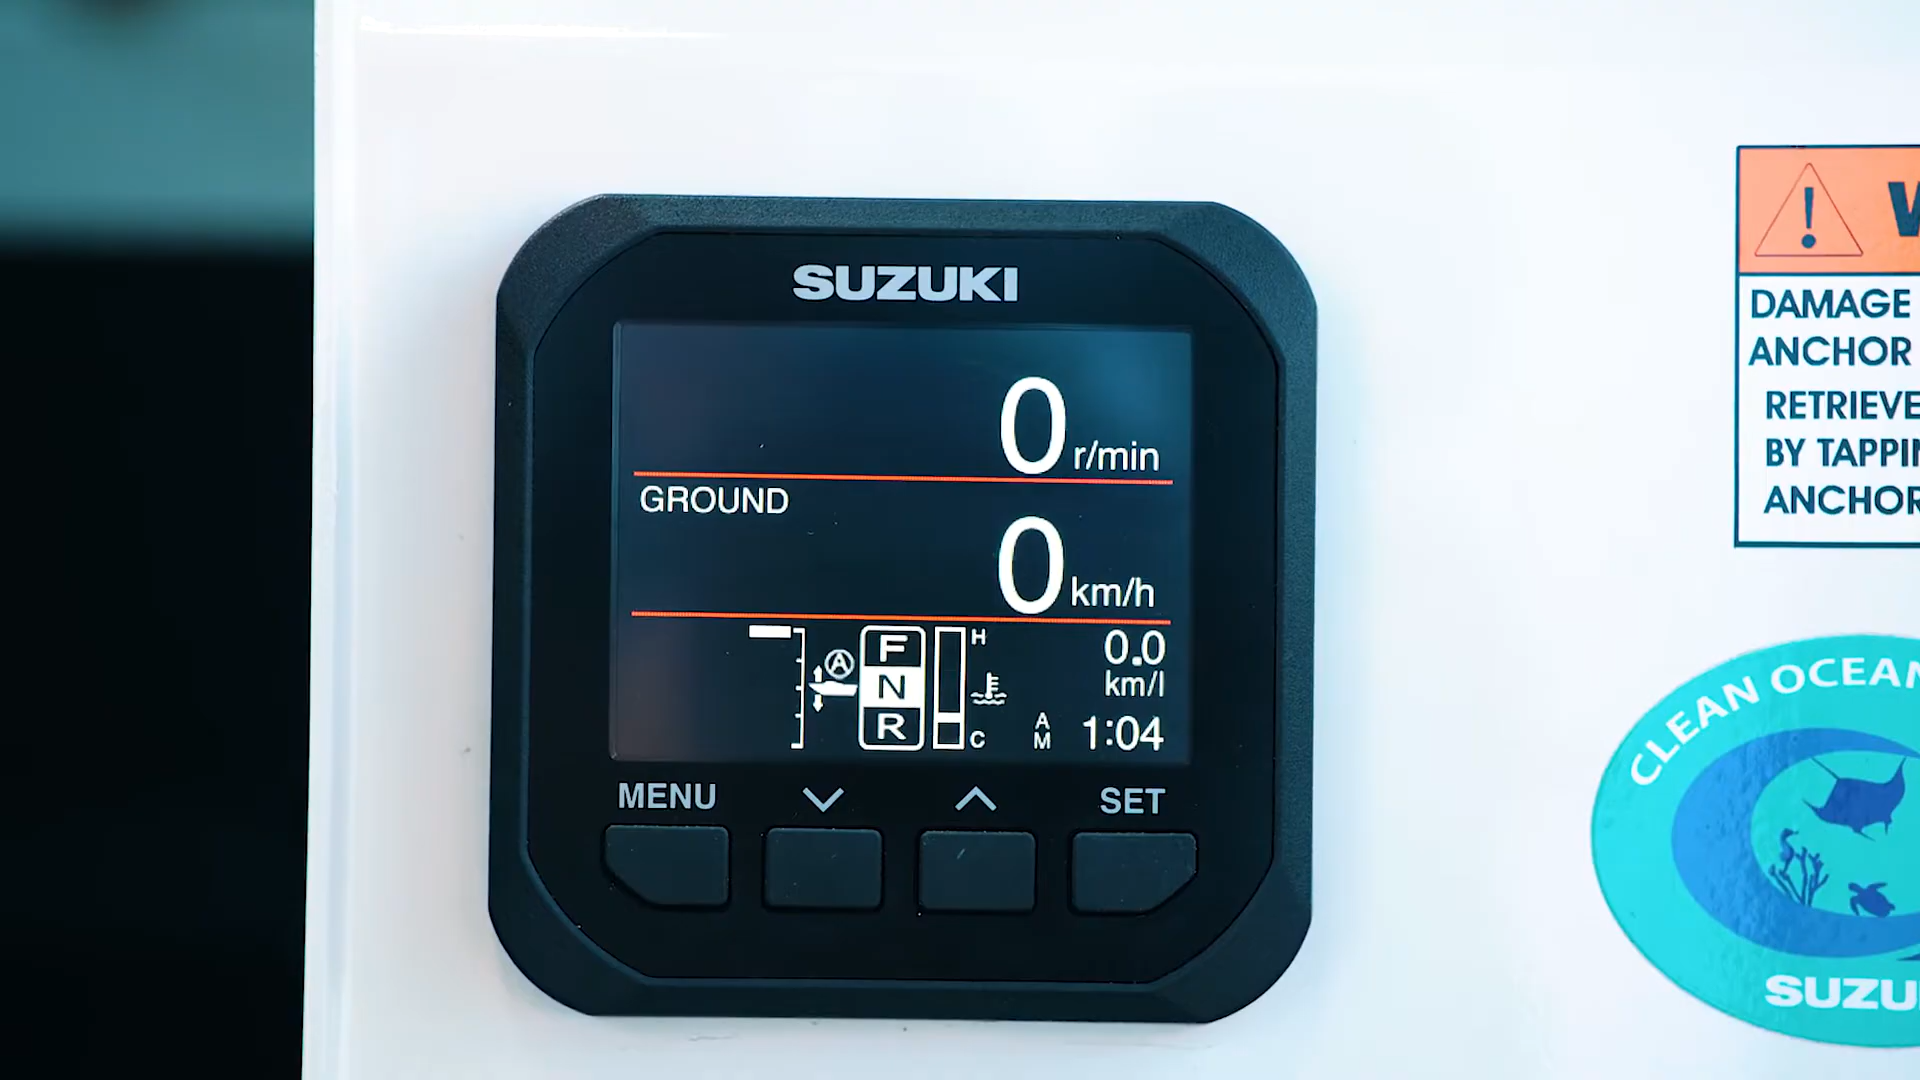 SUZUKI
0 r/min
GROUND
0 km/h
A
F
N
R
H
C
0.0
km/l
AM 1:04
MENU
SET
DAMAGE
ANCHOR
RETRIEVE
BY TAPPIN
ANCHOR
CLEAN OCEAN
SUZU